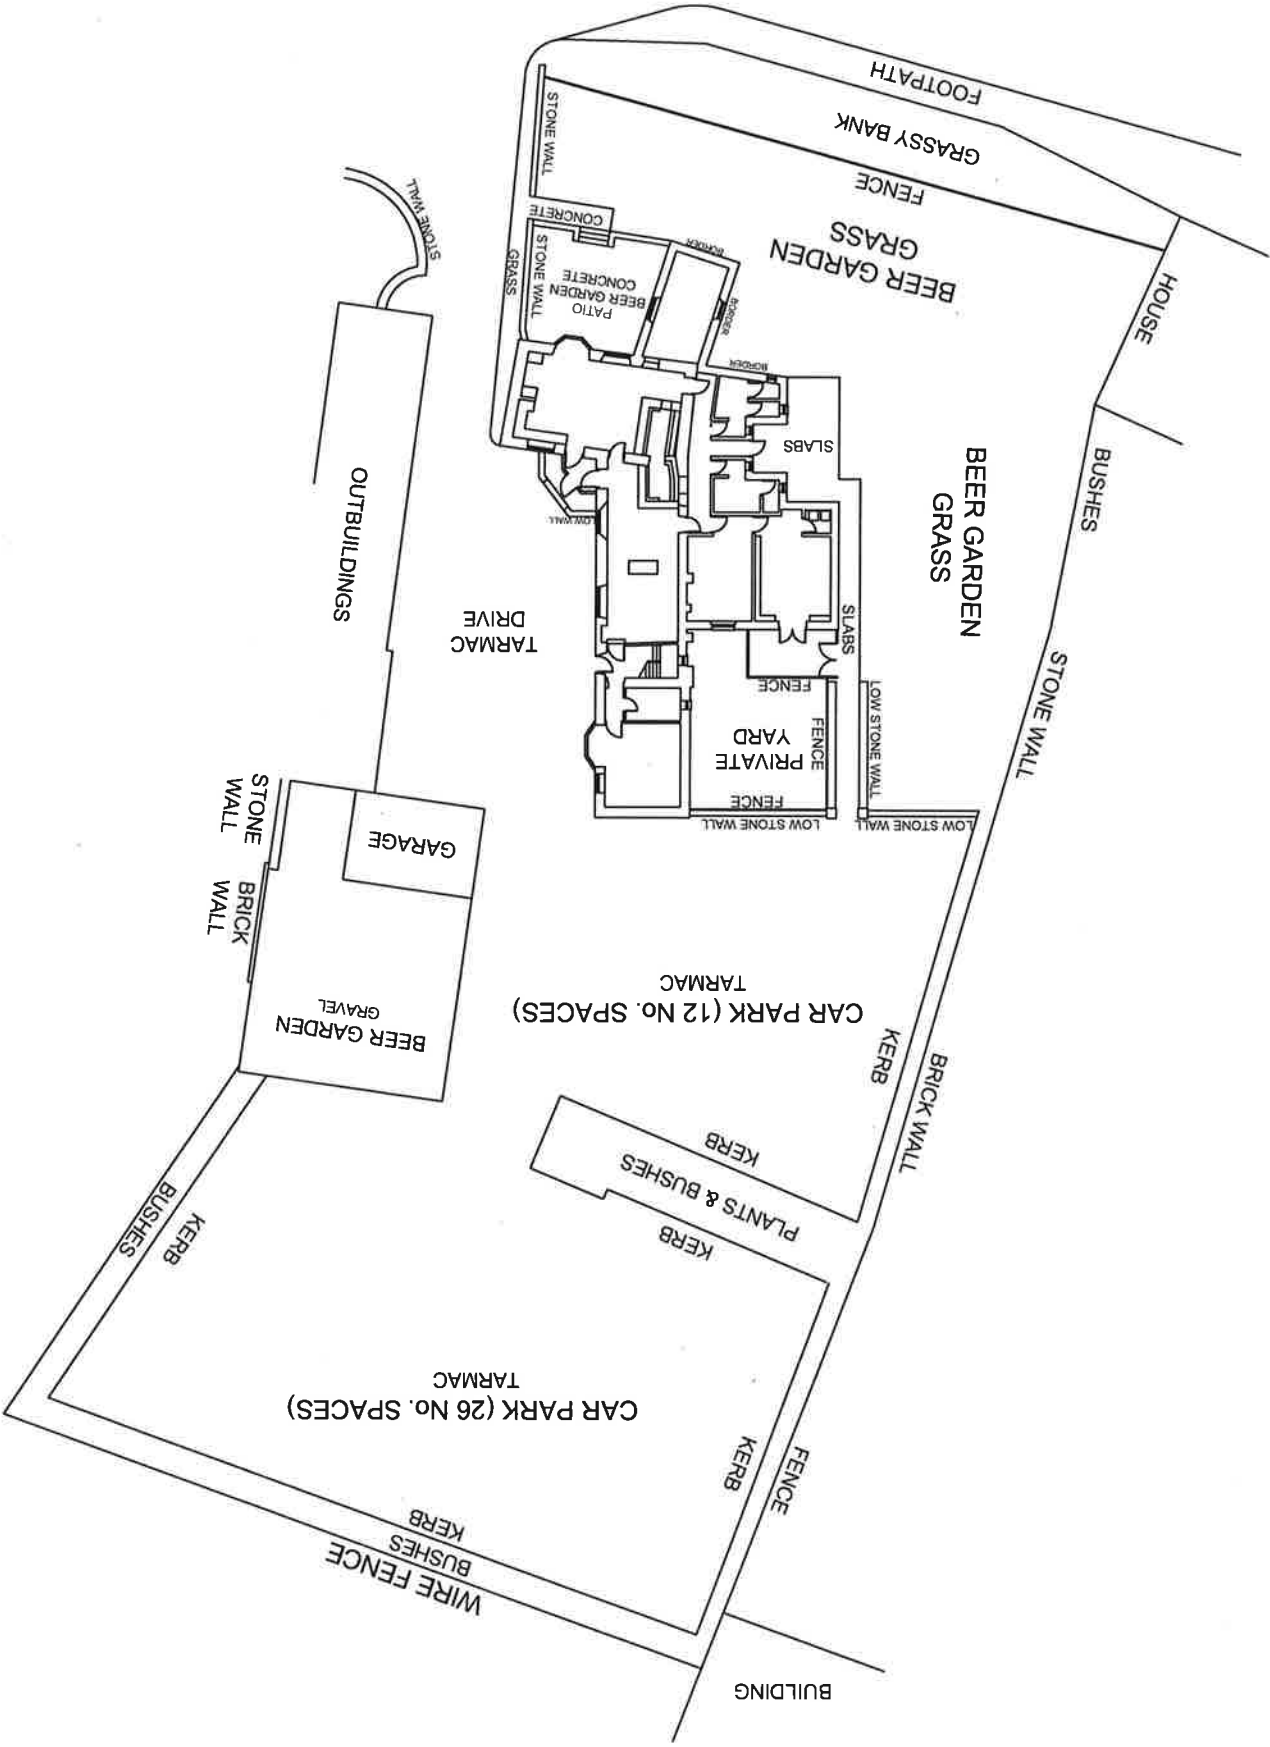 BUILDING
WIRE FENCE
BUSHES
KERB
FENCE
KERB
CAR PARK (26 No. SPACES)
TARMAC
KERB
BUSHES
KERB
PLANTS & BUSHES
KERB
BRICK WALL
KERB
CAR PARK (12 No. SPACES)
TARMAC
BEER GARDEN
GRAVEL
BRICK
WALL
STONE
WALL
GARAGE
LOW STONE WALL
LOW STONE WALL
FENCE
PRIVATE
YARD
FENCE
LOW STONE WALL
FENCE
STONE WALL
SLABS
TARMAC
DRIVE
OUTBUILDINGS
BEER GARDEN
GRASS
BUSHES
LOW WALL
SLABS
BORDER
BORDER
BORDER
PATIO
BEER GARDEN
CONCRETE
STONE WALL
GRASS
CONCRETE
STONE WALL
STONE WALL
HOUSE
BEER GARDEN
GRASS
FENCE
GRASSY BANK
FOOTPATH